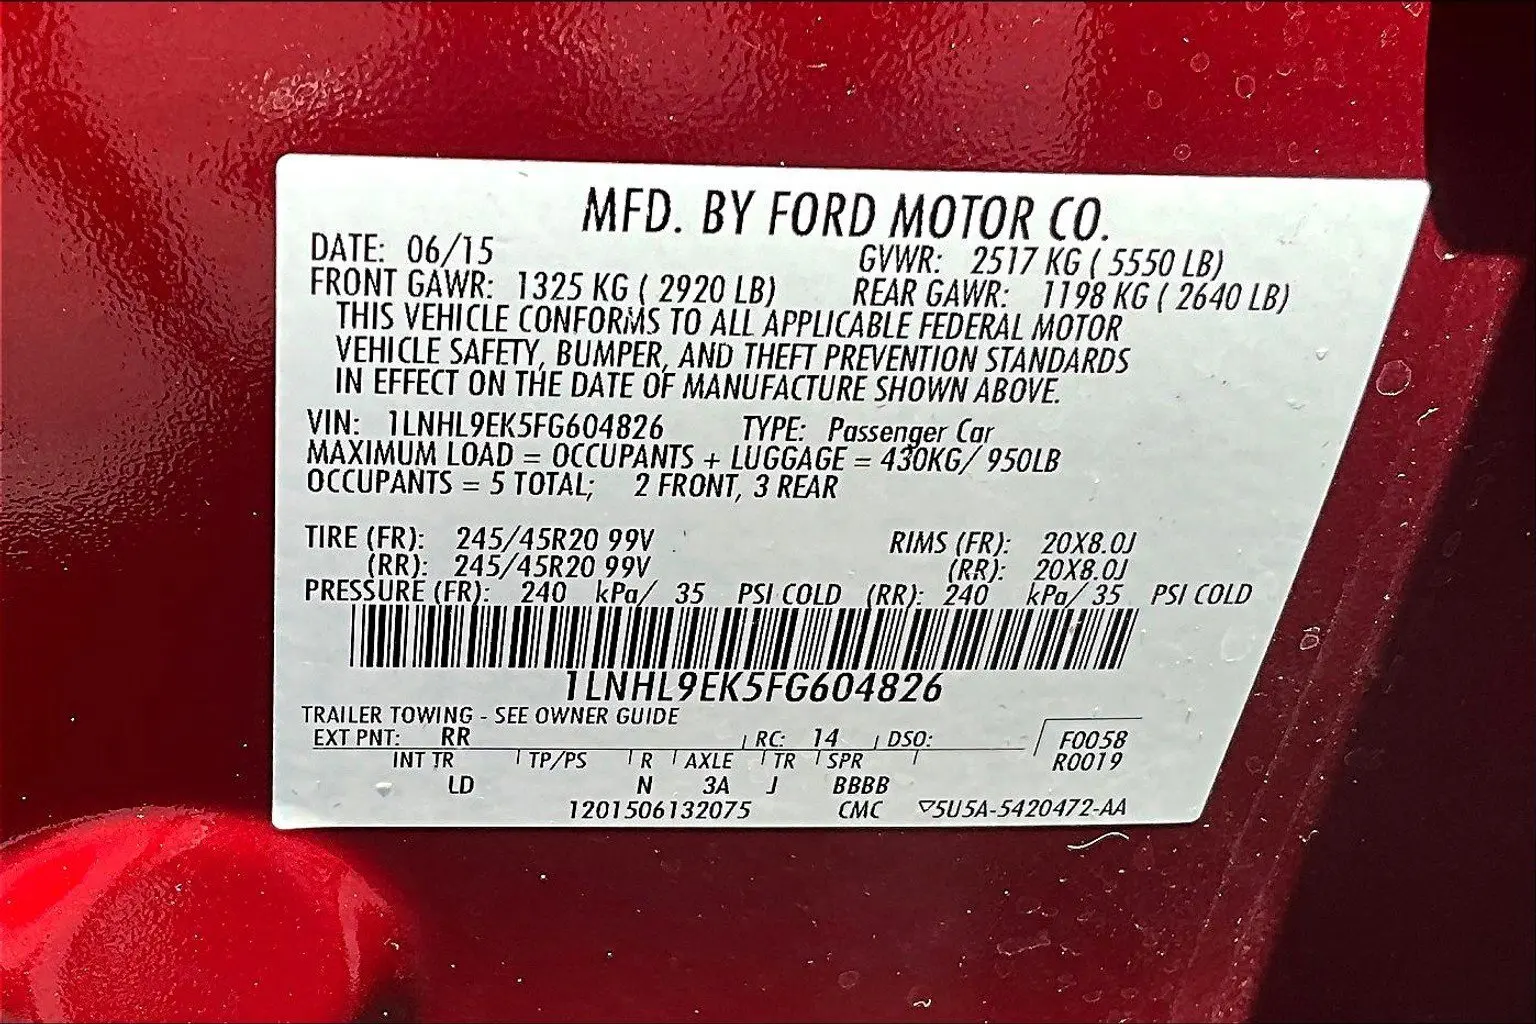 MFD. BY FORD MOTOR CO.
DATE: 06/15 GVWR: 2517 KG ( 5550 LB)
FRONT GAWR: 1325 KG ( 2920 LB) REAR GAWR: 1198 KG ( 2640 LB)
THIS VEHICLE CONFORMS TO ALL APPLICABLE FEDERAL MOTOR
VEHICLE SAFETY, BUMPER, AND THEFT PREVENTION STANDARDS
IN EFFECT ON THE DATE OF MANUFACTURE SHOWN ABOVE.
VIN: 1LNHL9EK5FG604826 TYPE: Passenger Car
MAXIMUM LOAD = OCCUPANTS + LUGGAGE = 430KG/ 950LB
OCCUPANTS = 5 TOTAL; 2 FRONT, 3 REAR
TIRE (FR): 245/45R20 99V RIMS (FR): 20X8.0J
(RR): 245/45R20 99V (RR): 20X8.0J
PRESSURE (FR): 240 kPa/ 35 PSI COLD (RR): 240 kPa/ 35 PSI COLD
1LNHL9EK5FG604826
TRAILER TOWING - SEE OWNER GUIDE
EXT PNT: RR RC: 14 DSO: F0058
R0019
INT TR TP/PS R AXLE TR SPR
LD N 3A J BBBB
1201506132075 CMC ▽5U5A-5420472-AA